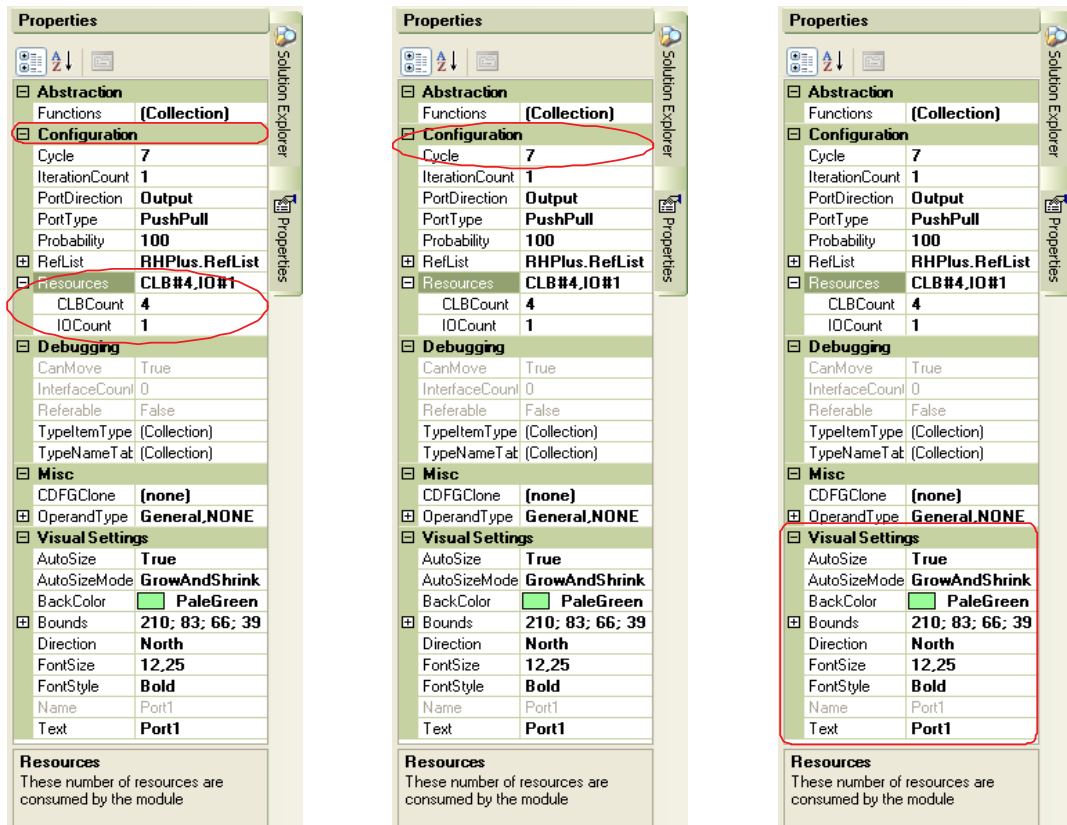 Properties
Solution Explorer
Properties
Abstraction
Functions (Collection)
Configuration
Cycle 7
IterationCount 1
PortDirection Output
PortType PushPull
Probability 100
RefList RHPlus.RefList
Resources CLB#4,IO#1
CLBCount 4
IOCount 1
Debugging
CanMove True
InterfaceCount 0
Referable False
TypeItemType (Collection)
TypeNameTat (Collection)
Misc
CDFGClone (none)
OperandType General,NONE
Visual Settings
AutoSize True
AutoSizeMode GrowAndShrink
BackColor PaleGreen
Bounds 210; 83; 66; 39
Direction North
FontSize 12,25
FontStyle Bold
Name Port1
Text Port1
Resources
These number of resources are
consumed by the module
Properties
Solution Explorer
Properties
Abstraction
Functions (Collection)
Configuration
Cycle 7
IterationCount 1
PortDirection Output
PortType PushPull
Probability 100
RefList RHPlus.RefList
Resources CLB#4,IO#1
CLBCount 4
IOCount 1
Debugging
CanMove True
InterfaceCount 0
Referable False
TypeItemType (Collection)
TypeNameTat (Collection)
Misc
CDFGClone (none)
OperandType General,NONE
Visual Settings
AutoSize True
AutoSizeMode GrowAndShrink
BackColor PaleGreen
Bounds 210; 83; 66; 39
Direction North
FontSize 12,25
FontStyle Bold
Name Port1
Text Port1
Resources
These number of resources are
consumed by the module
Properties
Solution Explorer
Properties
Abstraction
Functions (Collection)
Configuration
Cycle 7
IterationCount 1
PortDirection Output
PortType PushPull
Probability 100
RefList RHPlus.RefList
Resources CLB#4,IO#1
CLBCount 4
IOCount 1
Debugging
CanMove True
InterfaceCount 0
Referable False
TypeItemType (Collection)
TypeNameTat (Collection)
Misc
CDFGClone (none)
OperandType General,NONE
Visual Settings
AutoSize True
AutoSizeMode GrowAndShrink
BackColor PaleGreen
Bounds 210; 83; 66; 39
Direction North
FontSize 12,25
FontStyle Bold
Name Port1
Text Port1
Resources
These number of resources are
consumed by the module